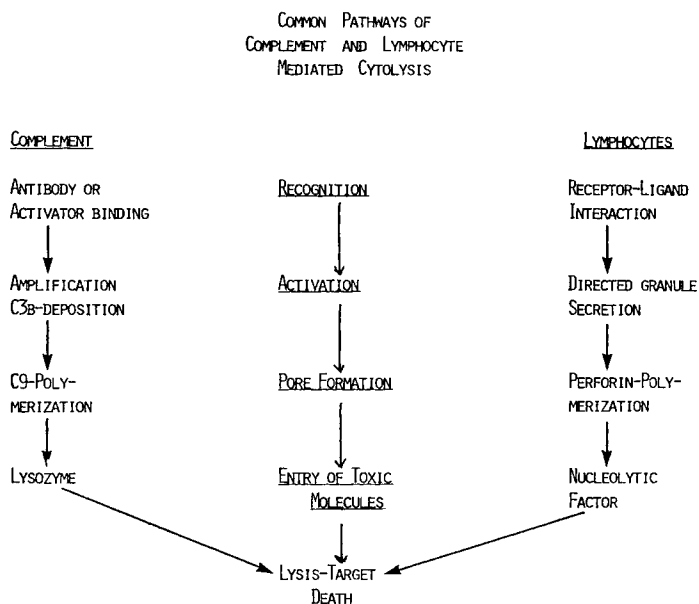 COMMON PATHWAYS OF
COMPLEMENT AND LYMPHOCYTE
MEDIATED CYTOLYSIS
COMPLEMENT
LYMPHOCYTES
ANTIBODY OR
ACTIVATOR BINDING
RECOGNITION
RECEPTOR-LIGAND
INTERACTION
AMPLIFICATION
C3B-DEPOSITION
ACTIVATION
DIRECTED GRANULE
SECRETION
C9-POLY-
MERIZATION
PORE FORMATION
PERFORIN-POLY-
MERIZATION
LYSOZYME
ENTRY OF TOXIC
MOLECULES
NUCLEOLYTIC
FACTOR
LYSIS-TARGET
DEATH